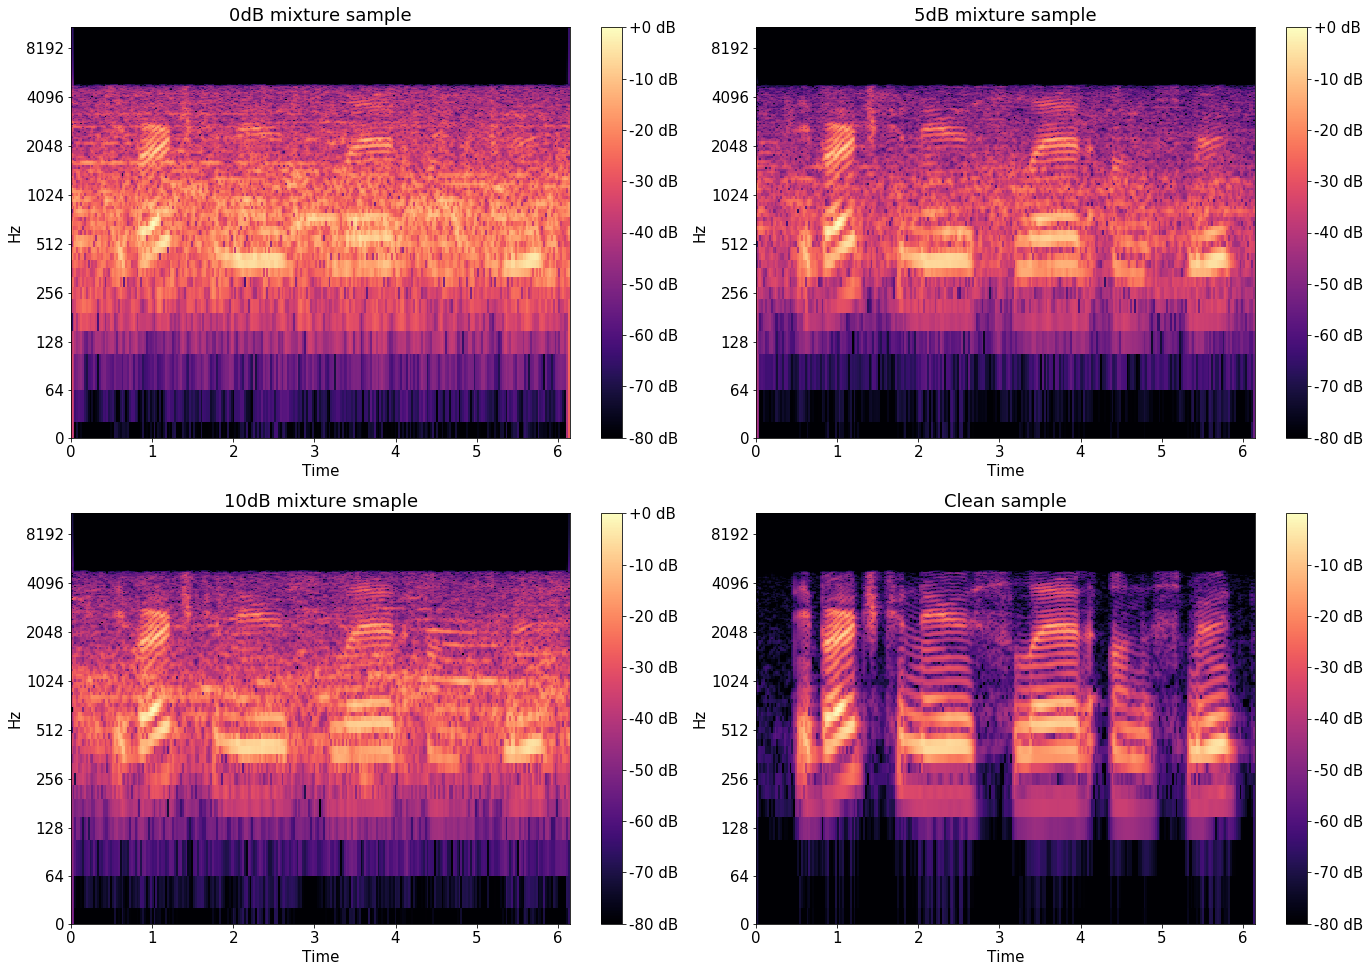 0dB mixture sample
Hz
8192
4096
2048
1024
512
256
128
64
0
0 1 2 3 4 5 6
Time
+0 dB
-10 dB
-20 dB
-30 dB
-40 dB
-50 dB
-60 dB
-70 dB
-80 dB
5dB mixture sample
Hz
8192
4096
2048
1024
512
256
128
64
0
0 1 2 3 4 5 6
Time
+0 dB
-10 dB
-20 dB
-30 dB
-40 dB
-50 dB
-60 dB
-70 dB
-80 dB
10dB mixture smaple
Hz
8192
4096
2048
1024
512
256
128
64
0
0 1 2 3 4 5 6
Time
+0 dB
-10 dB
-20 dB
-30 dB
-40 dB
-50 dB
-60 dB
-70 dB
-80 dB
Clean sample
Hz
8192
4096
2048
1024
512
256
128
64
0
0 1 2 3 4 5 6
Time
-10 dB
-20 dB
-30 dB
-40 dB
-50 dB
-60 dB
-70 dB
-80 dB